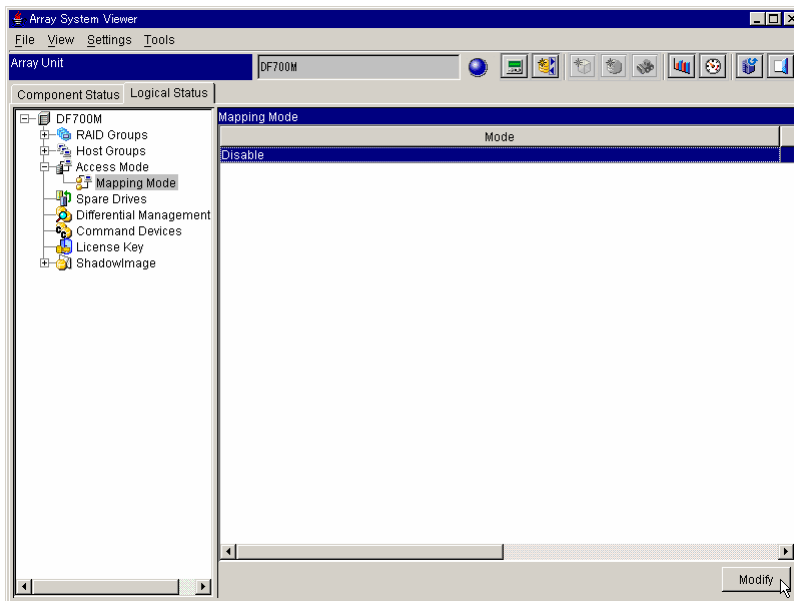 Array System Viewer
File View Settings Tools
Array Unit
DF700M
Component Status
Logical Status
DF700M
RAID Groups
Host Groups
Access Mode
Mapping Mode
Spare Drives
Differential Management
Command Devices
License Key
ShadowImage
Mapping Mode
Mode
Disable
Modify